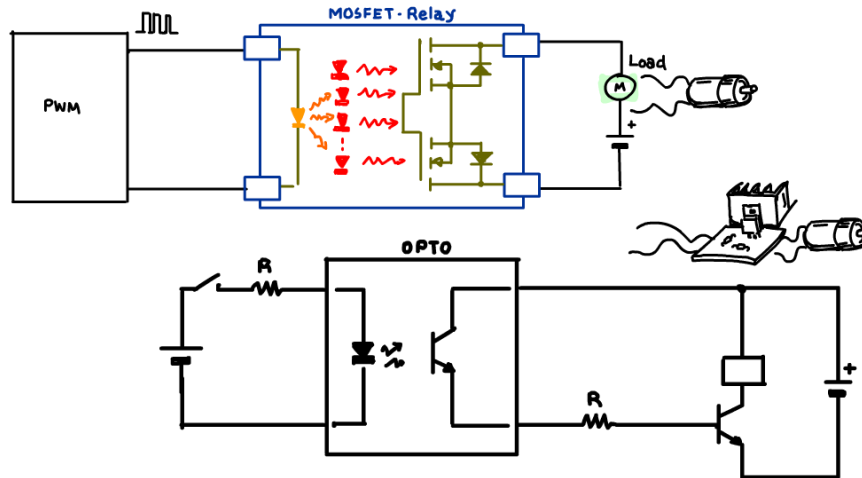 MOSFET-Relay
PWM
Load
M
+
OPTO
R
R
+